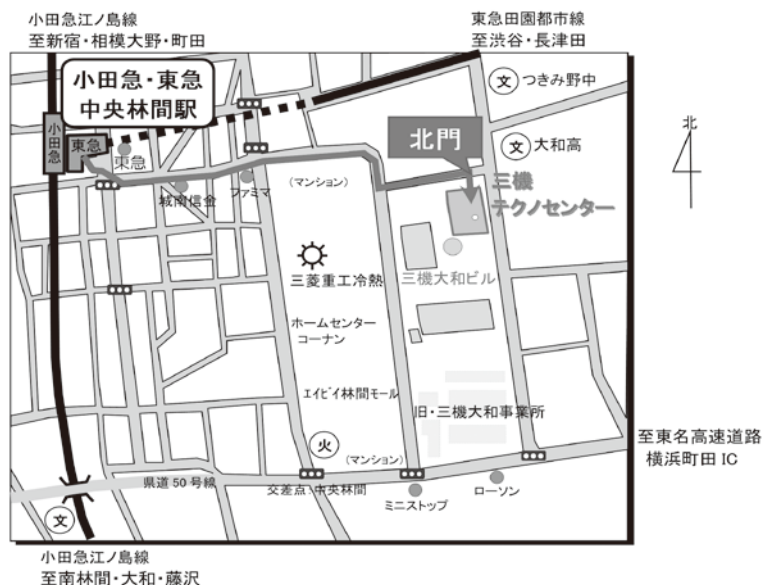 小田急江ノ島線
至新宿・相模大野・町田
東急田園都市線
至渋谷・長津田
小田急・東急
中央林間駅
文 つきみ野中
小田急
東急
東急
北門
文 大和高
北
城南信金
ファミマ
(マンション)
三機
テクノセンター
三菱重工冷熱
三機大和ビル
ホームセンター
コーナン
エイビイ林間モール
旧・三機大和事業所
火
(マンション)
至東名高速道路
横浜町田 IC
県道 50 号線
交差点：中央林間
ミニストップ
ローソン
文
小田急江ノ島線
至南林間・大和・藤沢